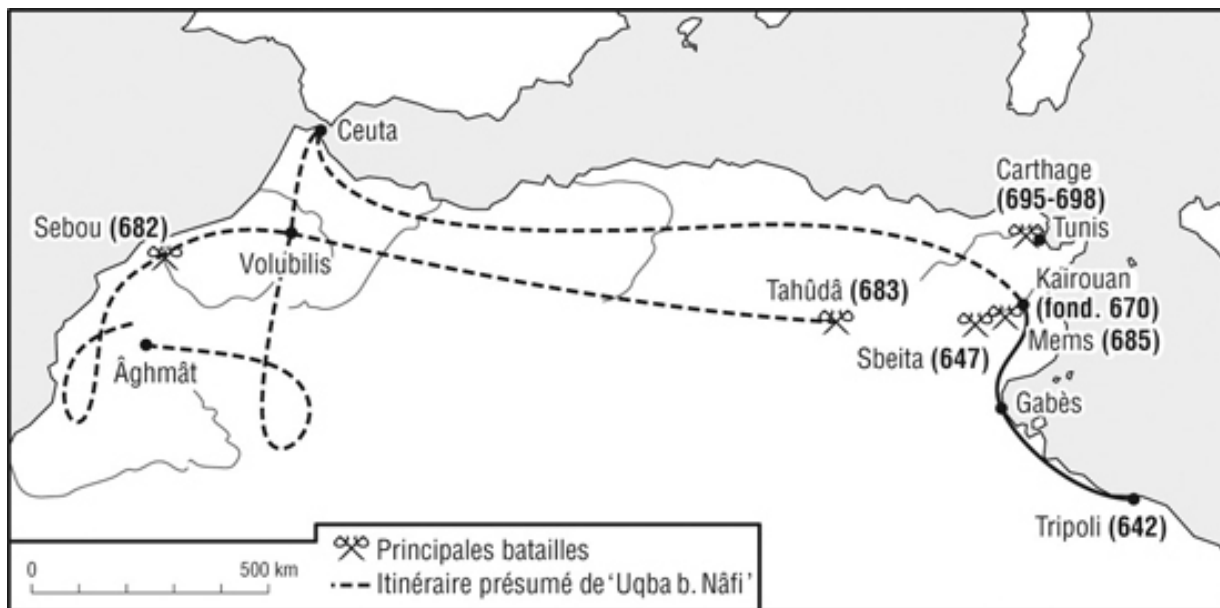 Ceuta
Carthage
(695-698)
Tunis
Sebou (682)
Volubilis
Kaïrouan
(fond. 670)
Tahûdâ (683)
Mems (685)
Sbeita (647)
Âghmât
Gabès
Tripoli (642)
Principales batailles
0 500 km
Itinéraire présumé de ‘Uqba b. Nâfi’